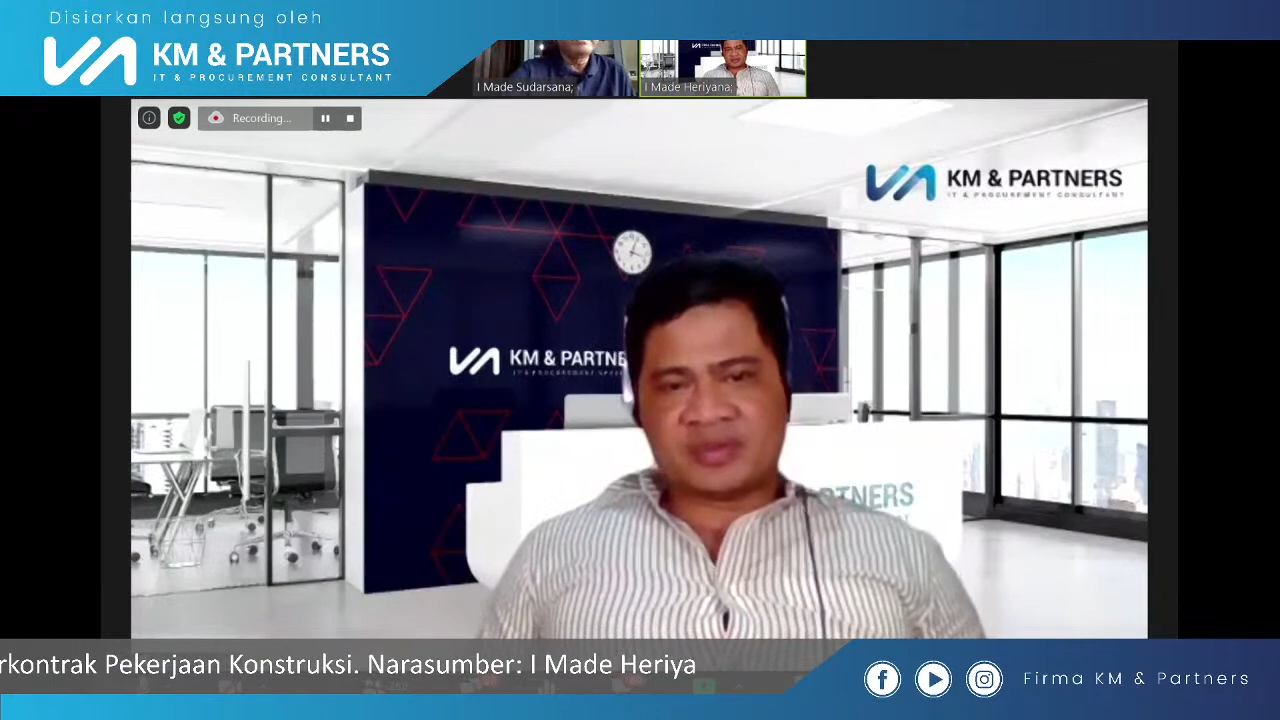 Disiarkan langsung oleh
KM & PARTNERS
IT & PROCUREMENT CONSULTANT
I Made Sudarsana;
I Made Heriyana;
Recording...
KM & PARTNERS
IT & PROCUREMENT CONSULTANT
KM & PARTNE
RTNERS
rkontrak Pekerjaan Konstruksi. Narasumber: I Made Heriya
Firma KM & Partners